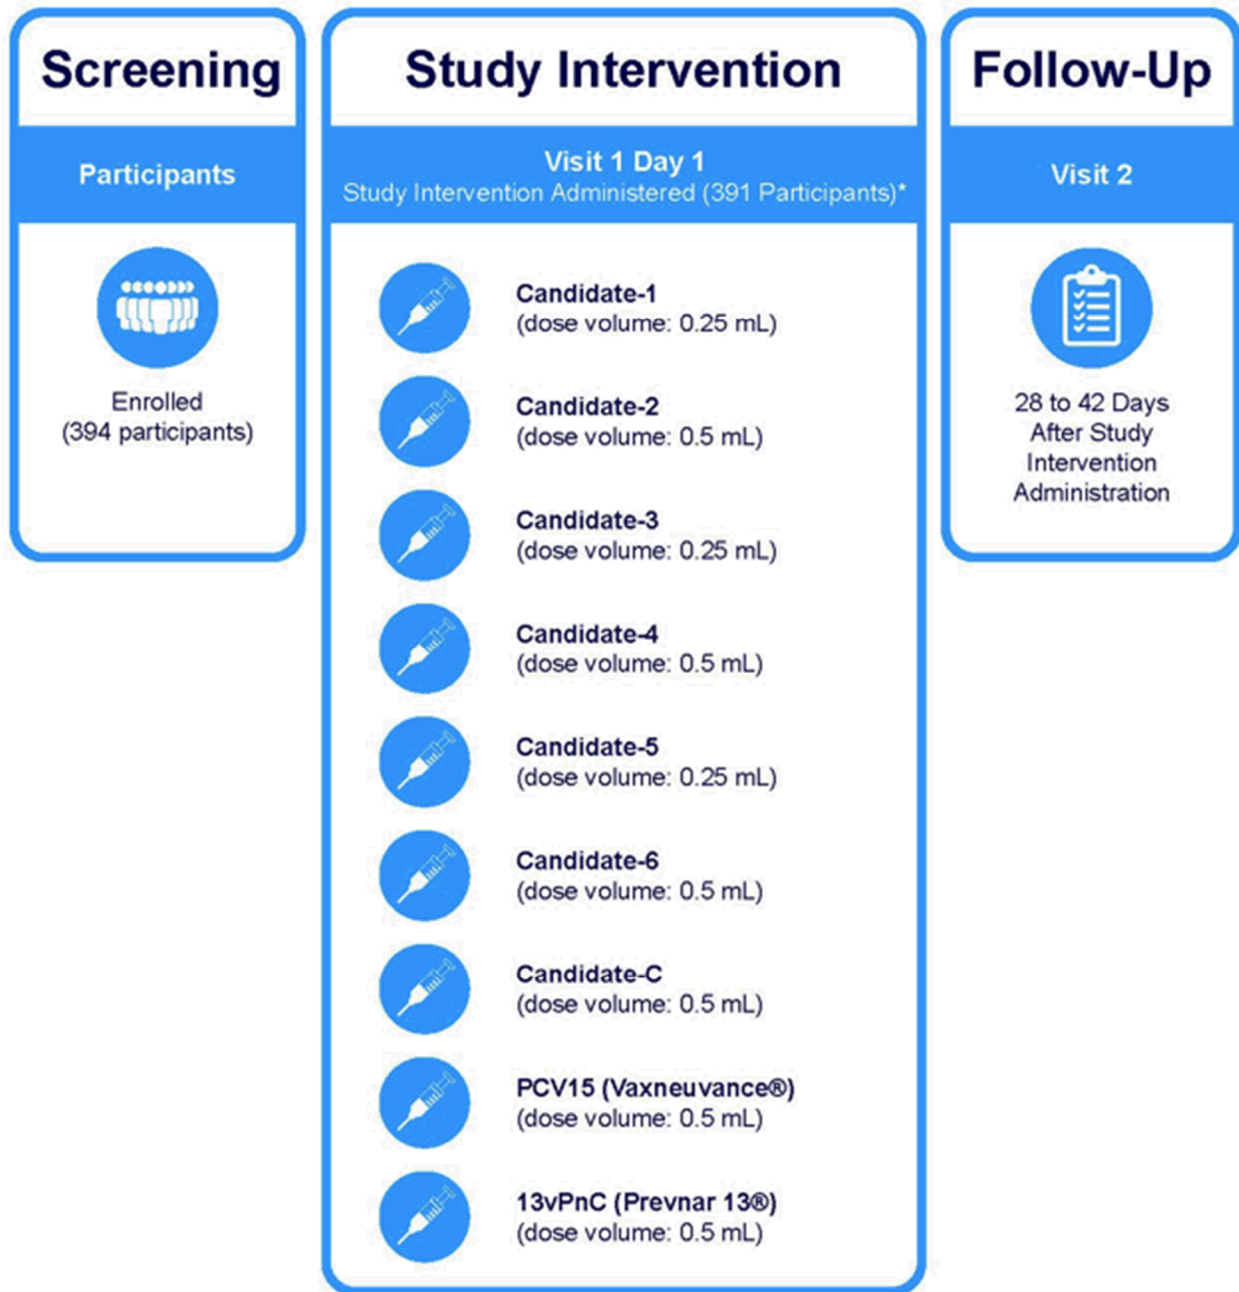 Screening
Participants
Enrolled
(394 participants)
Study Intervention
Visit 1 Day 1
Study Intervention Administered (391 Participants)*
Candidate-1
(dose volume: 0.25 mL)
Candidate-2
(dose volume: 0.5 mL)
Candidate-3
(dose volume: 0.25 mL)
Candidate-4
(dose volume: 0.5 mL)
Candidate-5
(dose volume: 0.25 mL)
Candidate-6
(dose volume: 0.5 mL)
Candidate-C
(dose volume: 0.5 mL)
PCV15 (Vaxneuvance®)
(dose volume: 0.5 mL)
13vPnC (Prevnar 13®)
(dose volume: 0.5 mL)
Follow-Up
Visit 2
28 to 42 Days
After Study
Intervention
Administration